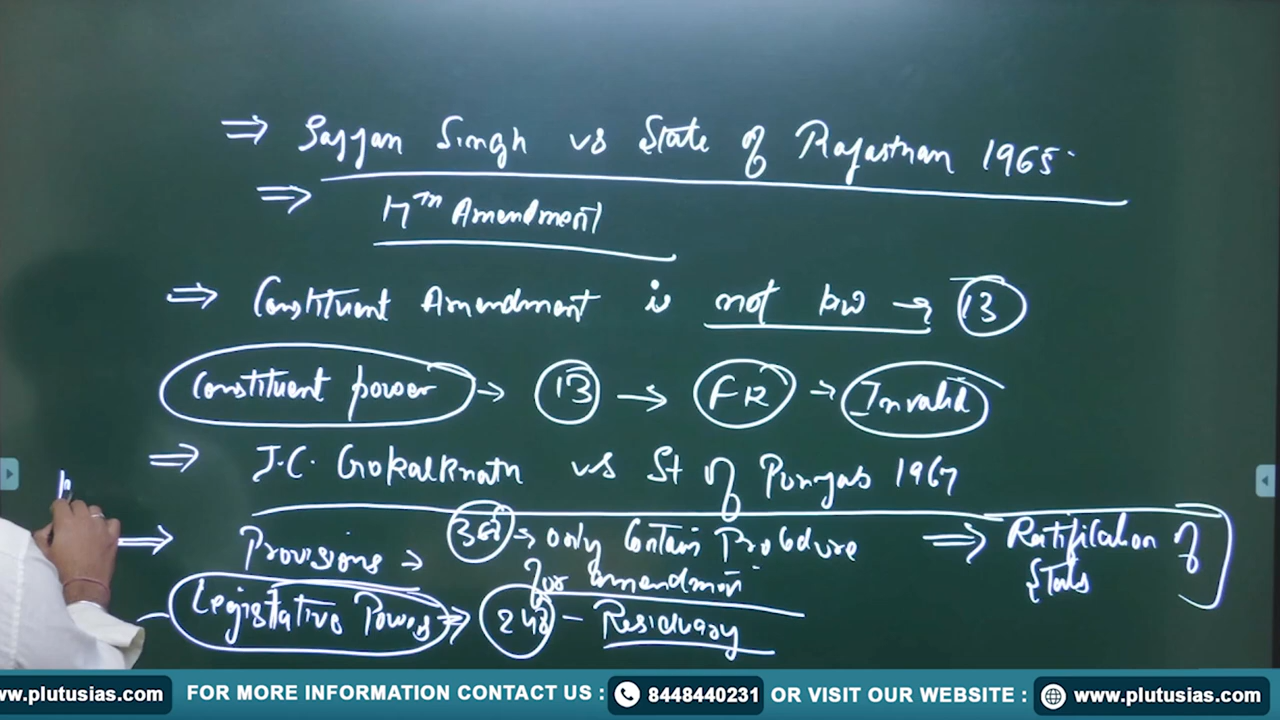 ⇒ Sajjan Singh vs State of Rajasthan 1965
⇒ 17th Amendment
⇒ Constituent Amendment is not law → 13
Constituent power → 13 → FR → Invalid
⇒ I.C. Gokalknath vs St of Punjab 1967
⇒ Provisions → 368 → only Contain Procedure for amendment ⇒ Ratification of States
Legislative Power → 248 - Residuary
www.plutusias.com FOR MORE INFORMATION CONTACT US : 8448440231 OR VISIT OUR WEBSITE : www.plutusias.com